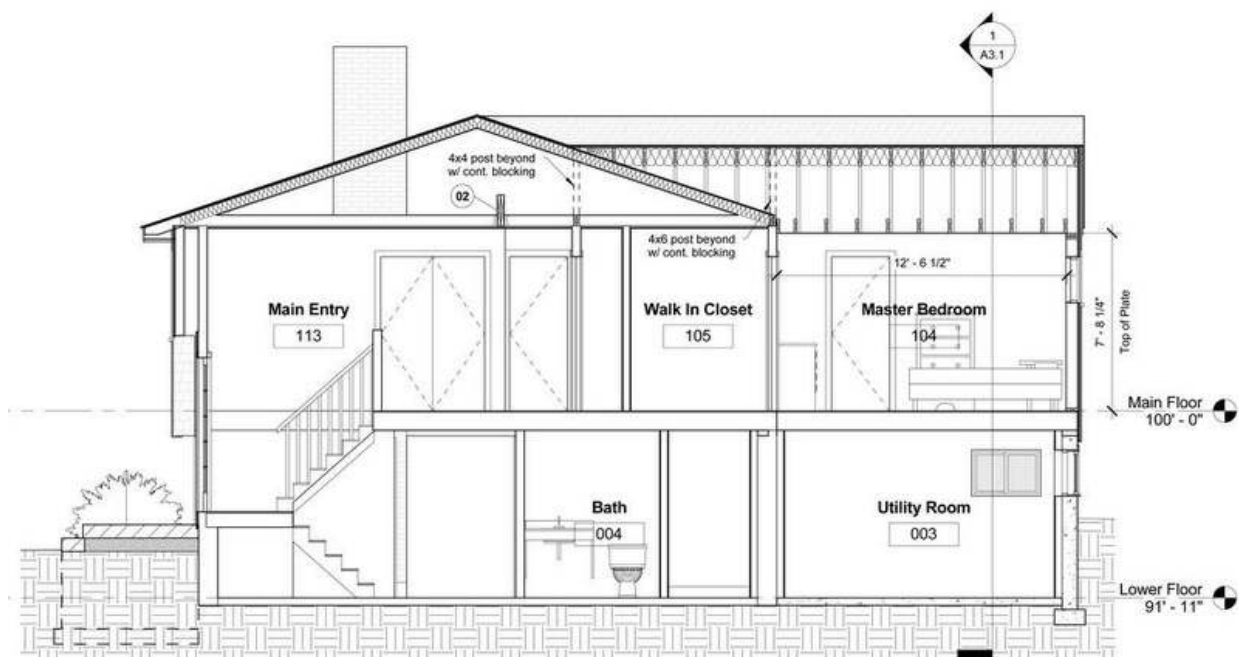 1
A3.1
4x4 post beyond
w/ cont. blocking
02
4x6 post beyond
w/ cont. blocking
12' - 6 1/2"
Main Entry
113
Walk In Closet
105
Master Bedroom
104
7' - 8 1/4"
Top of Plate
Main Floor
100' - 0"
Bath
004
Utility Room
003
Lower Floor
91' - 11"